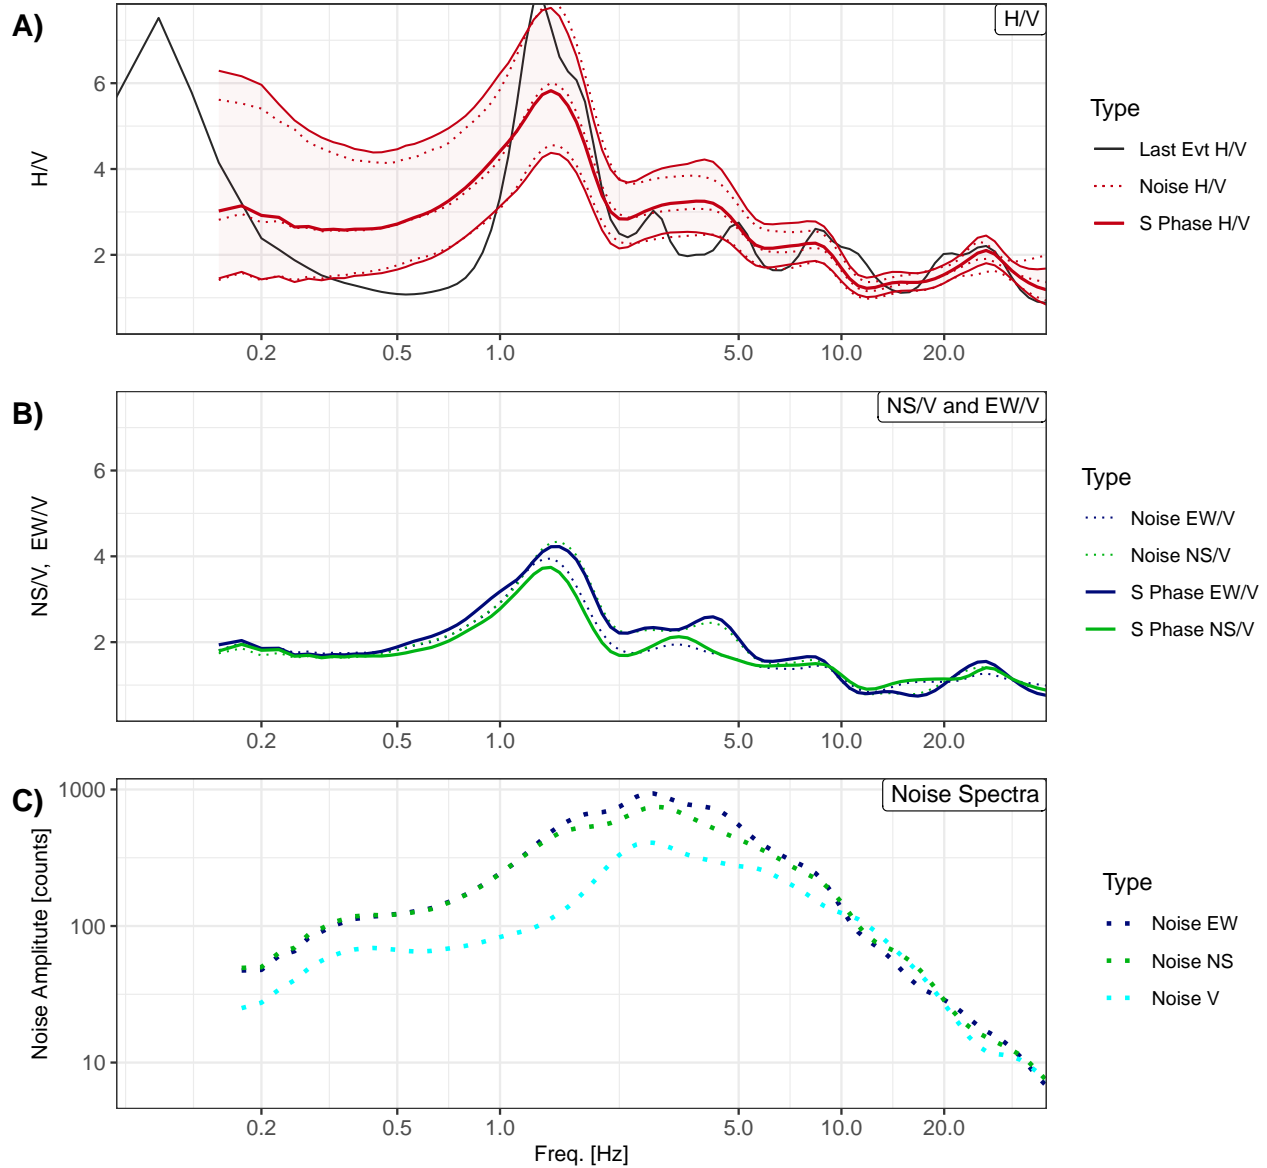 A)
H/V
6
4
2
H/V
0.2 0.5 1.0 5.0 10.0 20.0
Type
Last Evt H/V
Noise H/V
S Phase H/V
B)
NS/V and EW/V
6
4
2
NS/V, EW/V
0.2 0.5 1.0 5.0 10.0 20.0
Type
Noise EW/V
Noise NS/V
S Phase EW/V
S Phase NS/V
C)
Noise Spectra
1000
100
10
Noise Amplitute [counts]
0.2 0.5 1.0 5.0 10.0 20.0
Freq. [Hz]
Type
Noise EW
Noise NS
Noise V